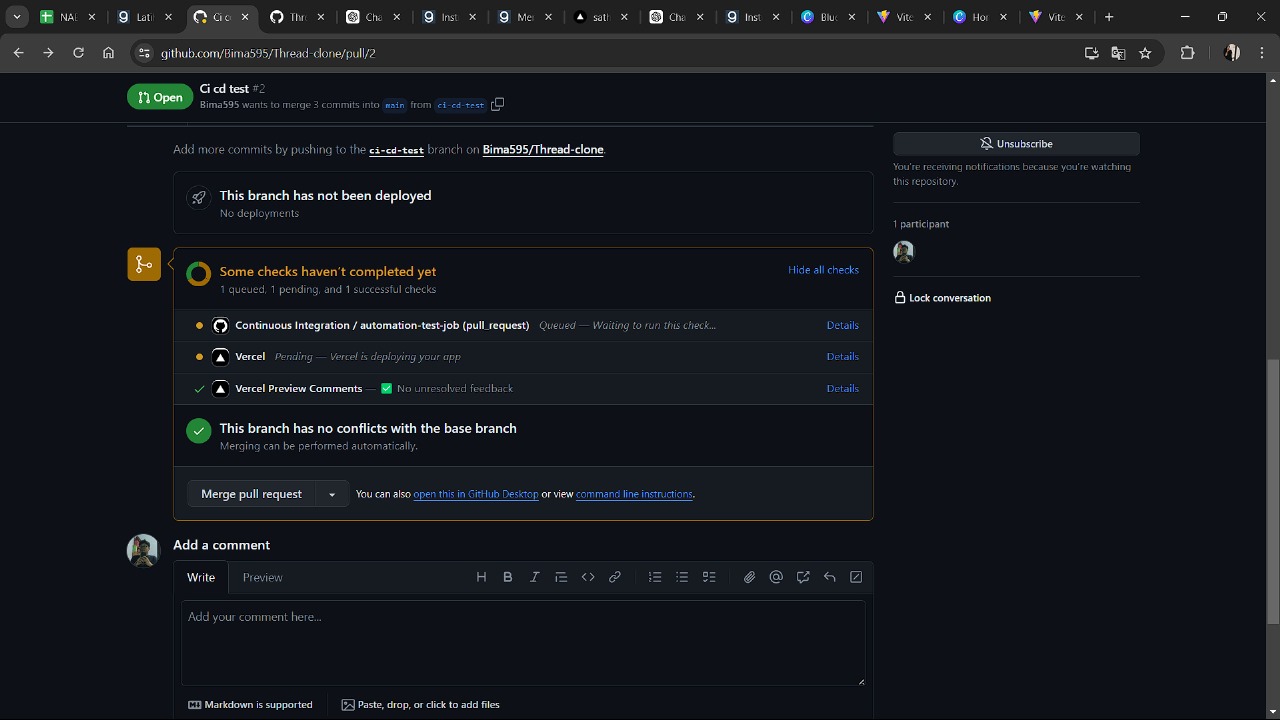 NAI
Latil
Ci c
Thr
Cha
Inst
Mer
sath
Cha
Inst
Blu
Vite
Hor
Vite
github.com/Bima595/Thread-clone/pull/2
Open
Ci cd test #2
Bima595 wants to merge 3 commits into main from ci-cd-test
Add more commits by pushing to the ci-cd-test branch on Bima595/Thread-clone.
This branch has not been deployed
No deployments
Some checks haven't completed yet
1 queued, 1 pending, and 1 successful checks
Hide all checks
Continuous Integration / automation-test-job (pull_request) Queued — Waiting to run this check... Details
Vercel Pending — Vercel is deploying your app Details
Vercel Preview Comments — ✅ No unresolved feedback Details
This branch has no conflicts with the base branch
Merging can be performed automatically.
Merge pull request
You can also open this in GitHub Desktop or view command line instructions.
Add a comment
Write
Preview
Add your comment here...
Markdown is supported
Paste, drop, or click to add files
Unsubscribe
You're receiving notifications because you're watching
this repository.
1 participant
Lock conversation